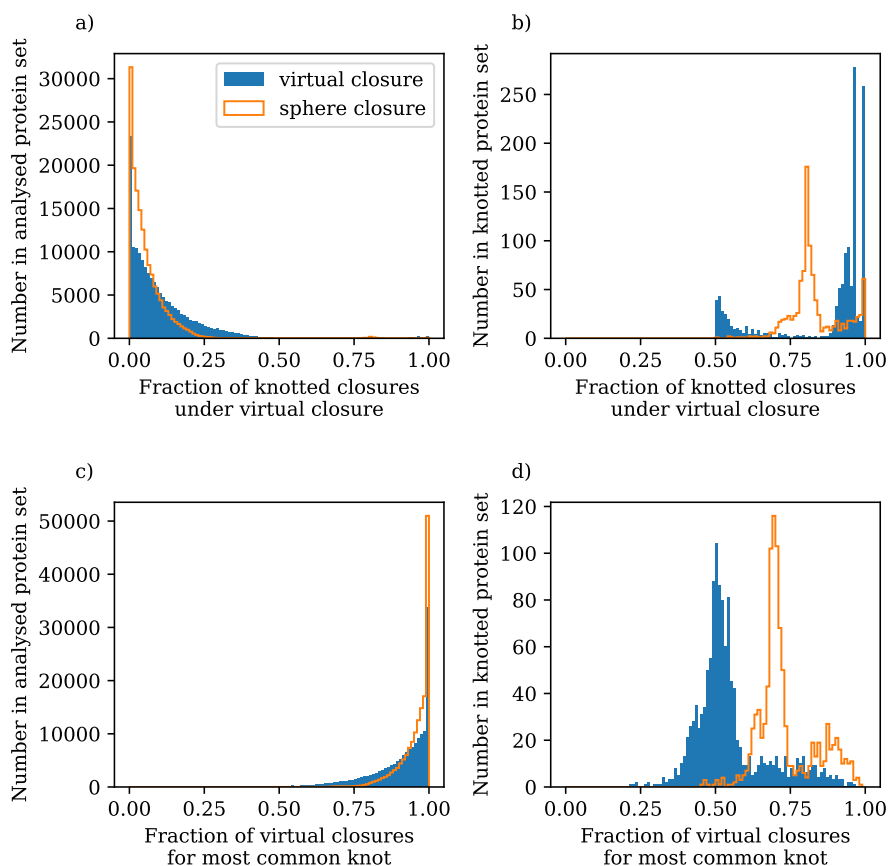 a)
Number in analysed protein set
30000
25000
20000
15000
10000
5000
0
virtual closure
sphere closure
0.00 0.25 0.50 0.75 1.00
Fraction of knotted closures
under virtual closure
b)
Number in knotted protein set
250
200
150
100
50
0
0.00 0.25 0.50 0.75 1.00
Fraction of knotted closures
under virtual closure
c)
Number in analysed protein set
50000
40000
30000
20000
10000
0
0.00 0.25 0.50 0.75 1.00
Fraction of virtual closures
for most common knot
d)
Number in knotted protein set
120
100
80
60
40
20
0
0.00 0.25 0.50 0.75 1.00
Fraction of virtual closures
for most common knot